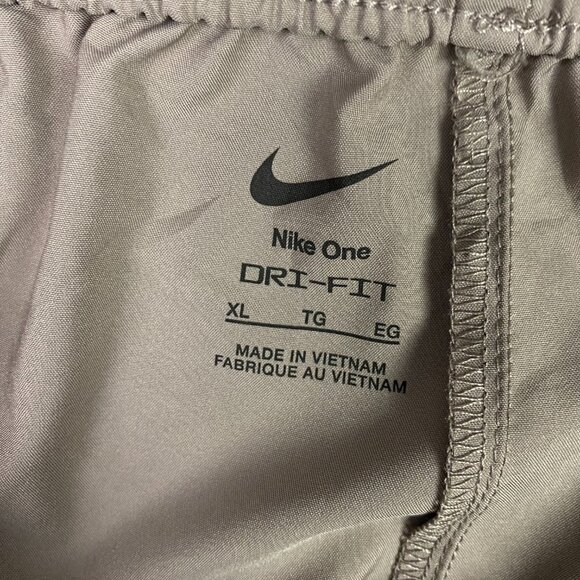 Nike One
DRI-FIT
XL TG EG
MADE IN VIETNAM
FABRIQUE AU VIETNAM